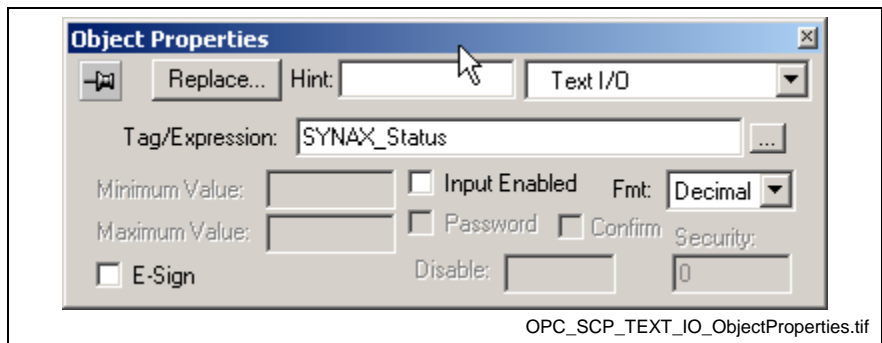 Object Properties
Replace... Hint: Text I/O
Tag/Expression: SYNAX_Status ...
Minimum Value: Input Enabled Fmt: Decimal
Maximum Value: Password Confirm Security:
E-Sign Disable: 0
OPC_SCP_TEXT_IO_ObjectProperties.tif